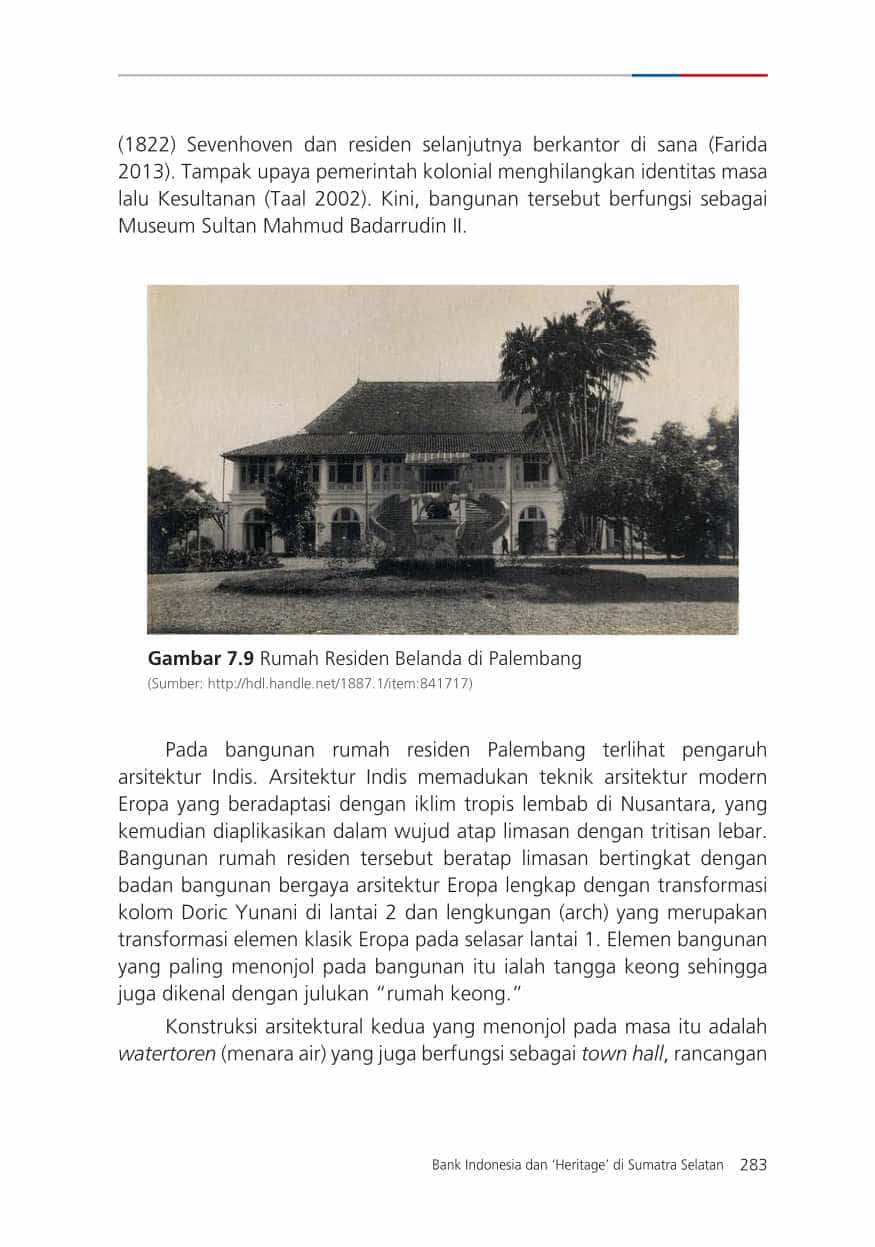 (1822) Sevenhoven dan residen selanjutnya berkantor di sana (Farida
2013). Tampak upaya pemerintah kolonial menghilangkan identitas masa
lalu Kesultanan (Taal 2002). Kini, bangunan tersebut berfungsi sebagai
Museum Sultan Mahmud Badarrudin II.
Gambar 7.9 Rumah Residen Belanda di Palembang
(Sumber: http://hdl.handle.net/1887.1/item:841717)
Pada bangunan rumah residen Palembang terlihat pengaruh
arsitektur Indis. Arsitektur Indis memadukan teknik arsitektur modern
Eropa yang beradaptasi dengan iklim tropis lembab di Nusantara, yang
kemudian diaplikasikan dalam wujud atap limasan dengan tritisan lebar.
Bangunan rumah residen tersebut beratap limasan bertingkat dengan
badan bangunan bergaya arsitektur Eropa lengkap dengan transformasi
kolom Doric Yunani di lantai 2 dan lengkungan (arch) yang merupakan
transformasi elemen klasik Eropa pada selasar lantai 1. Elemen bangunan
yang paling menonjol pada bangunan itu ialah tangga keong sehingga
juga dikenal dengan julukan “rumah keong.”
Konstruksi arsitektural kedua yang menonjol pada masa itu adalah
watertoren (menara air) yang juga berfungsi sebagai town hall, rancangan
Bank Indonesia dan ‘Heritage’ di Sumatra Selatan 283